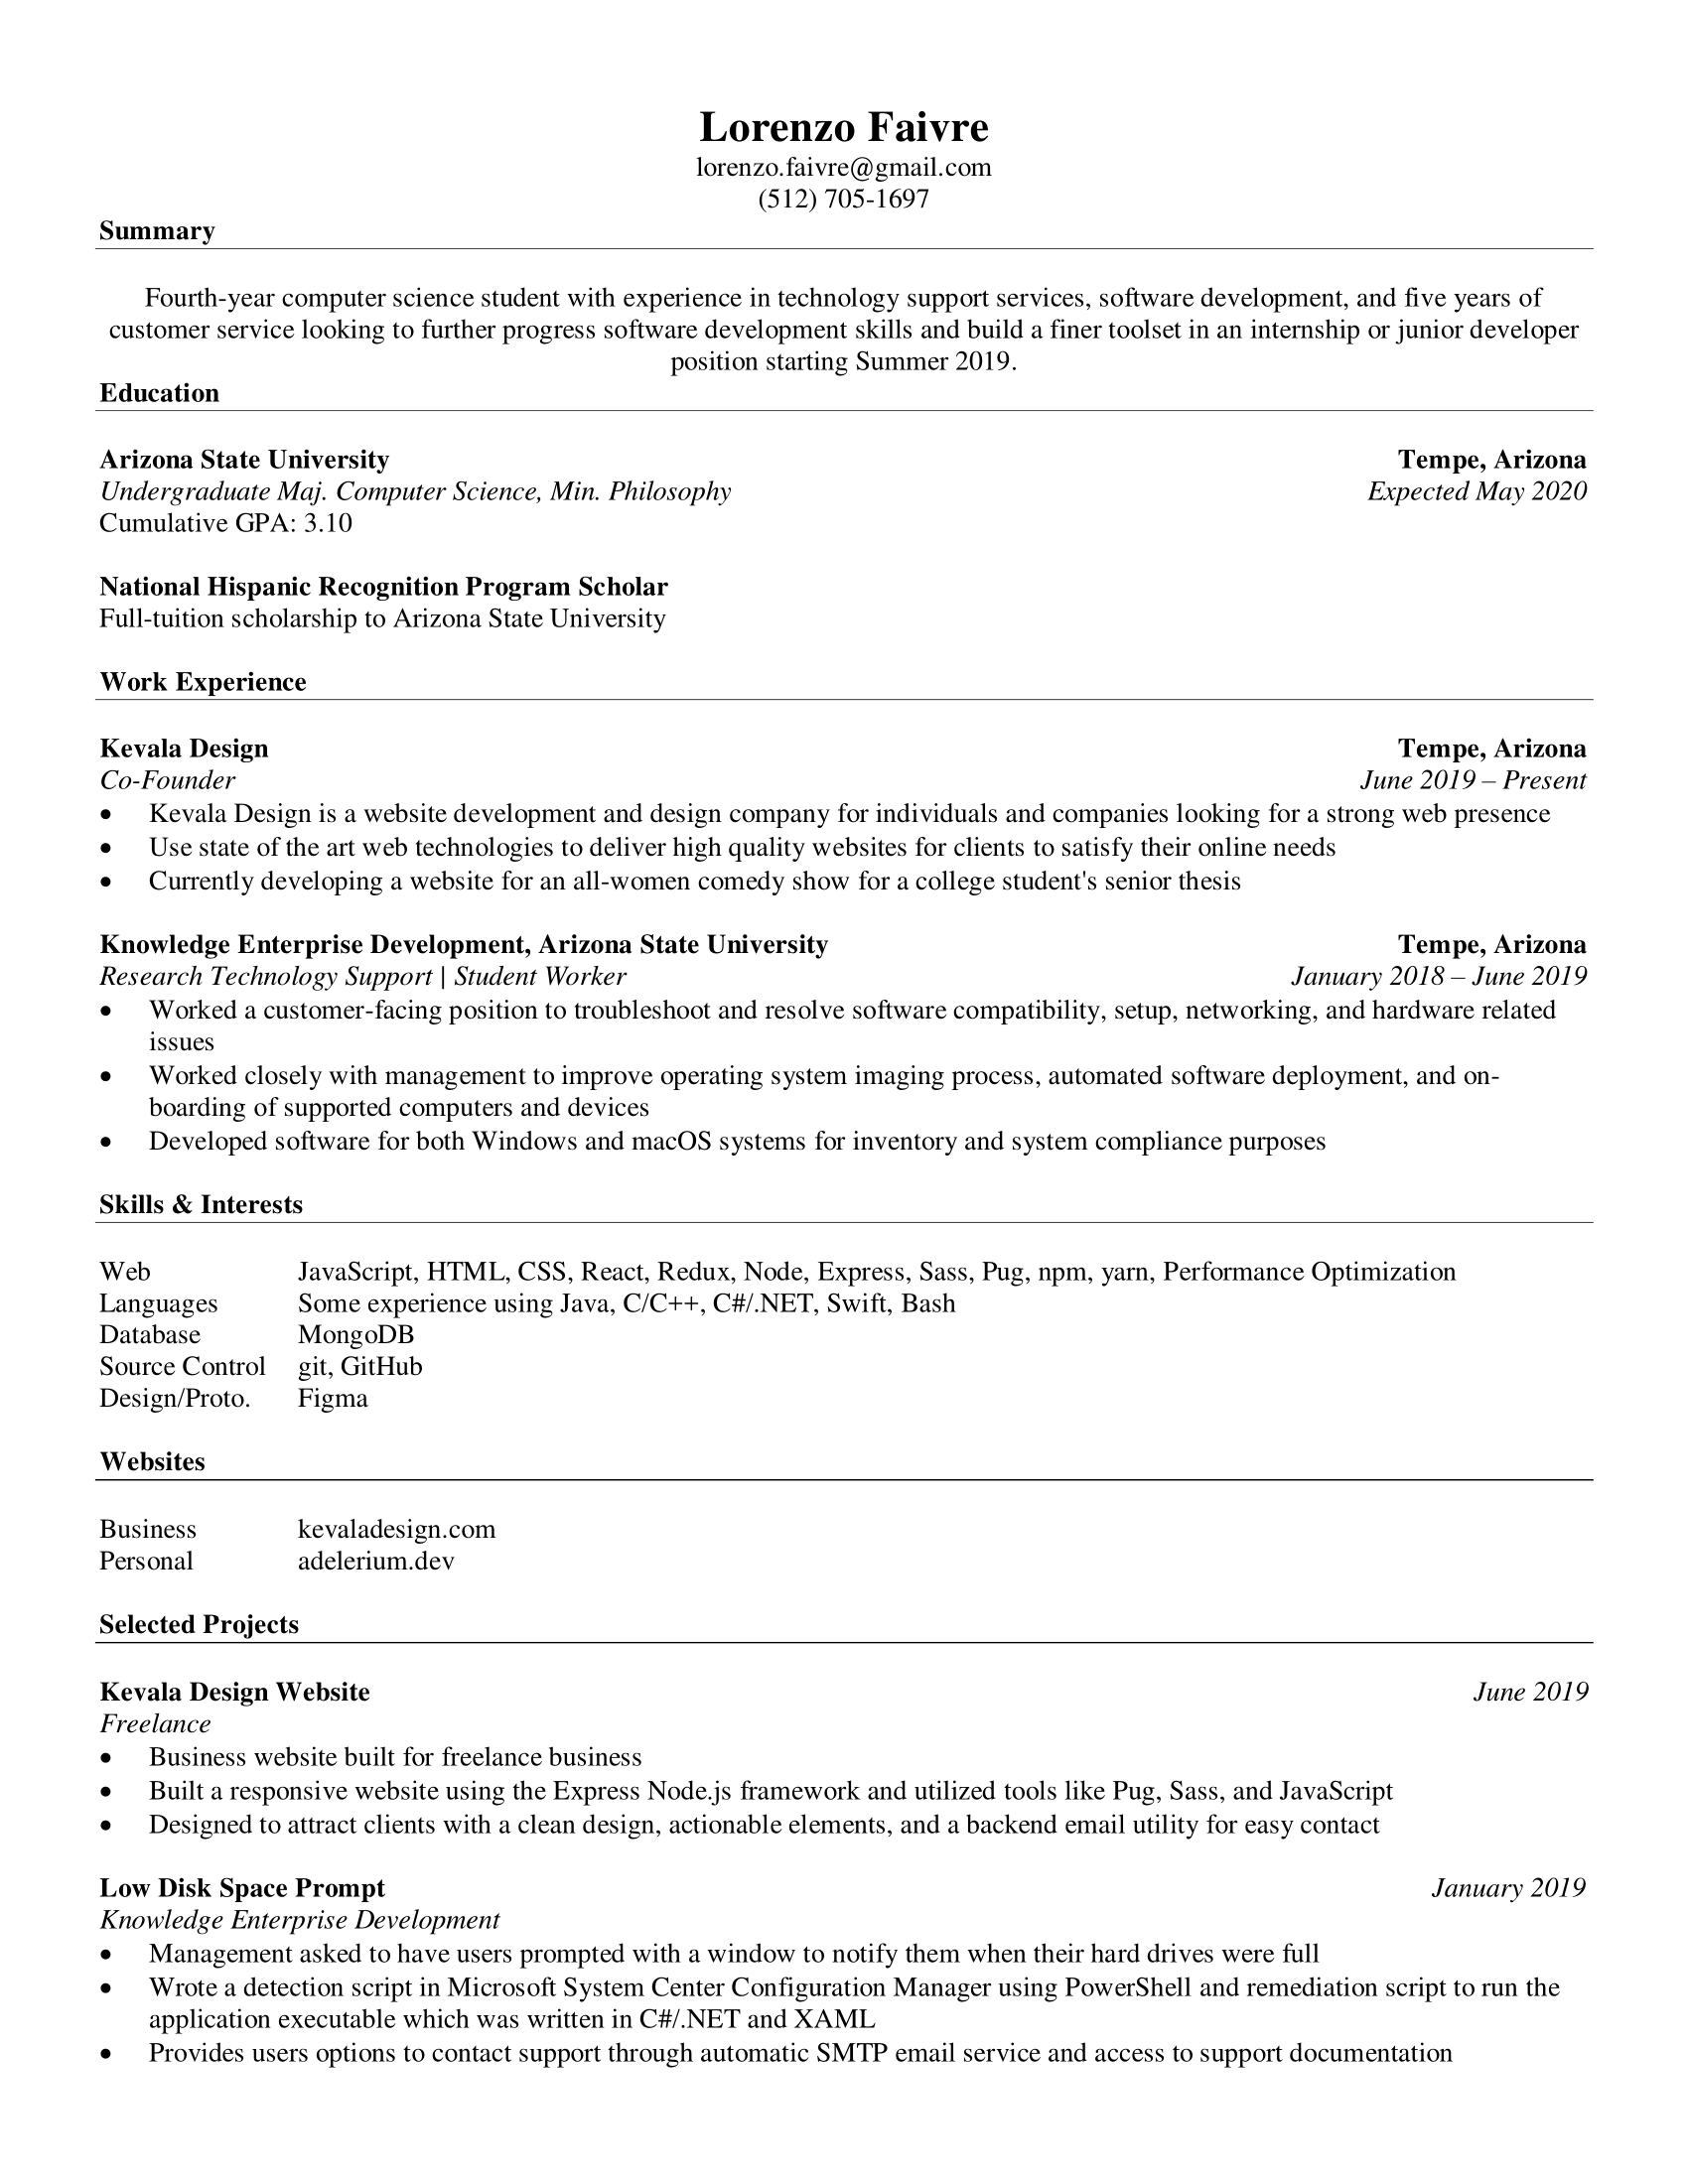 Lorenzo Faivre
lorenzo.faivre@gmail.com
(512) 705-1697
Summary
Fourth-year computer science student with experience in technology support services, software development, and five years of
customer service looking to further progress software development skills and build a finer toolset in an internship or junior developer
position starting Summer 2019.
Education
Arizona State University Tempe, Arizona
Undergraduate Maj. Computer Science, Min. Philosophy Expected May 2020
Cumulative GPA: 3.10
National Hispanic Recognition Program Scholar
Full-tuition scholarship to Arizona State University
Work Experience
Kevala Design Tempe, Arizona
Co-Founder June 2019 – Present
• Kevala Design is a website development and design company for individuals and companies looking for a strong web presence
• Use state of the art web technologies to deliver high quality websites for clients to satisfy their online needs
• Currently developing a website for an all-women comedy show for a college student's senior thesis
Knowledge Enterprise Development, Arizona State University Tempe, Arizona
Research Technology Support | Student Worker January 2018 – June 2019
• Worked a customer-facing position to troubleshoot and resolve software compatibility, setup, networking, and hardware related
issues
• Worked closely with management to improve operating system imaging process, automated software deployment, and on-
boarding of supported computers and devices
• Developed software for both Windows and macOS systems for inventory and system compliance purposes
Skills & Interests
Web JavaScript, HTML, CSS, React, Redux, Node, Express, Sass, Pug, npm, yarn, Performance Optimization
Languages Some experience using Java, C/C++, C#/.NET, Swift, Bash
Database MongoDB
Source Control git, GitHub
Design/Proto. Figma
Websites
Business kevaladesign.com
Personal adelerium.dev
Selected Projects
Kevala Design Website June 2019
Freelance
• Business website built for freelance business
• Built a responsive website using the Express Node.js framework and utilized tools like Pug, Sass, and JavaScript
• Designed to attract clients with a clean design, actionable elements, and a backend email utility for easy contact
Low Disk Space Prompt January 2019
Knowledge Enterprise Development
• Management asked to have users prompted with a window to notify them when their hard drives were full
• Wrote a detection script in Microsoft System Center Configuration Manager using PowerShell and remediation script to run the
application executable which was written in C#/.NET and XAML
• Provides users options to contact support through automatic SMTP email service and access to support documentation